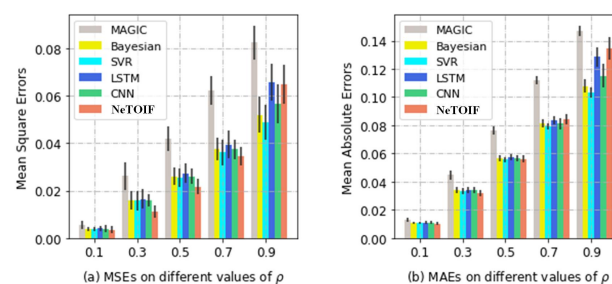 MAGIC
Bayesian
SVR
LSTM
CNN
NeTOIF
Mean Square Errors
0.08
0.06
0.04
0.02
0.00
0.1 0.3 0.5 0.7 0.9
(a) MSEs on different values of ρ
MAGIC
Bayesian
SVR
LSTM
CNN
NeTOIF
Mean Absolute Errors
0.14
0.12
0.10
0.08
0.06
0.04
0.02
0.00
0.1 0.3 0.5 0.7 0.9
(b) MAEs on different values of ρ